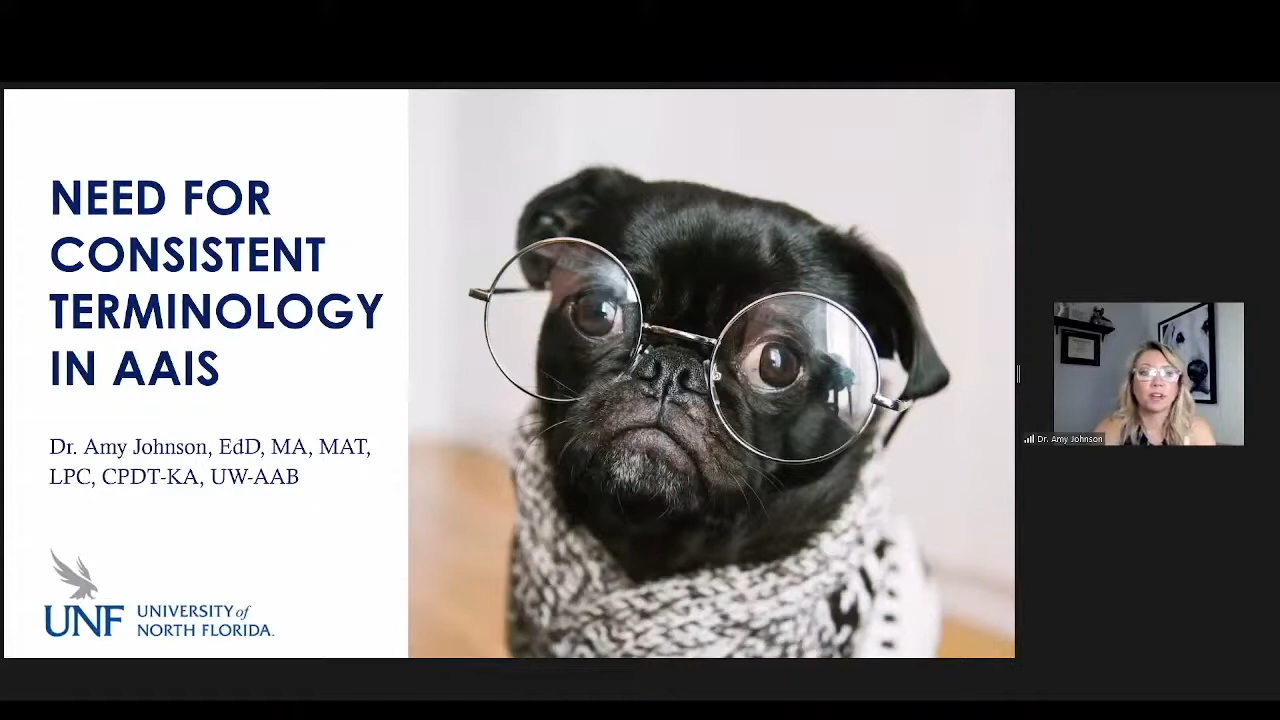 NEED FOR
CONSISTENT
TERMINOLOGY
IN AAIS
Dr. Amy Johnson, EdD, MA, MAT,
LPC, CPDT-KA, UW-AAB
UNF
UNIVERSITY of
NORTH FLORIDA.
Dr. Amy Johnson